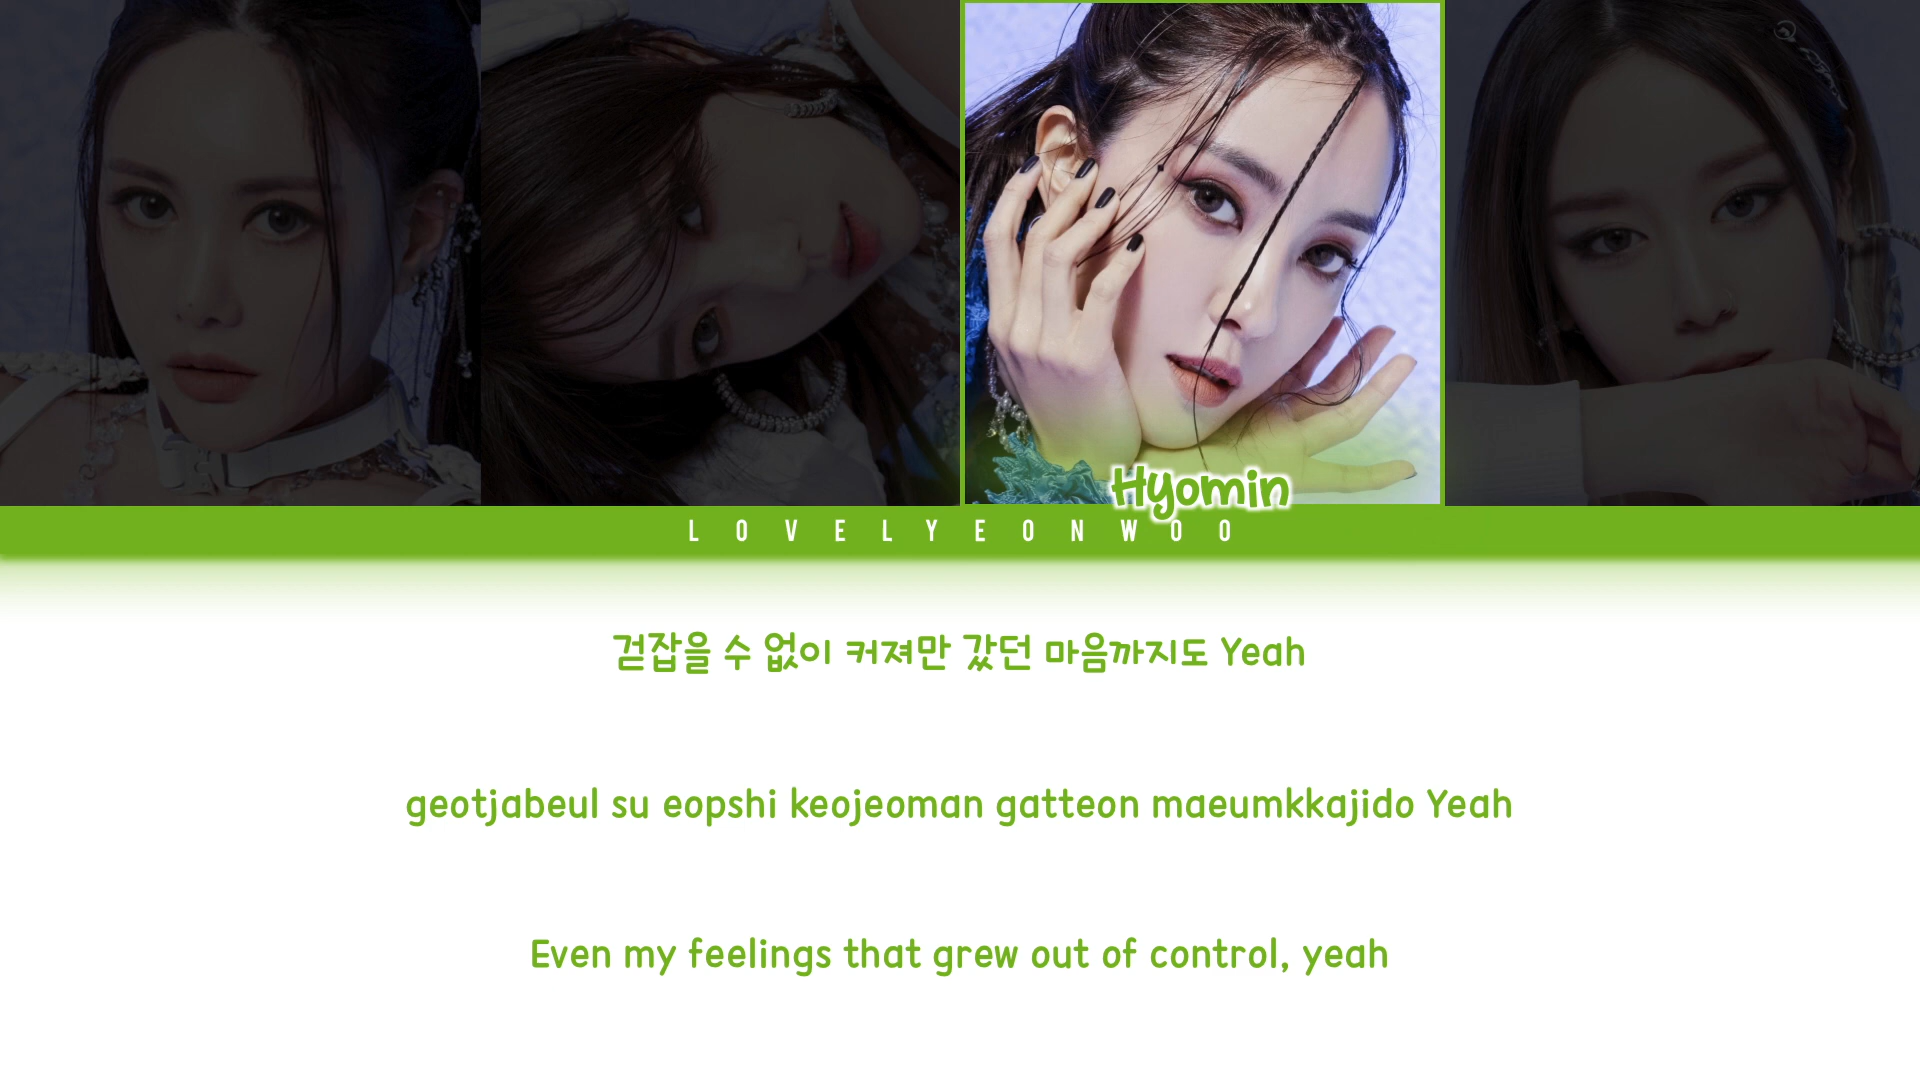 Hyomin
LOVELYEONWOO
걷잡을 수 없이 커져만 갔던 마음까지도 Yeah
geotjabeul su eopshi keojeoman gatteon maeumkkajido Yeah
Even my feelings that grew out of control, yeah